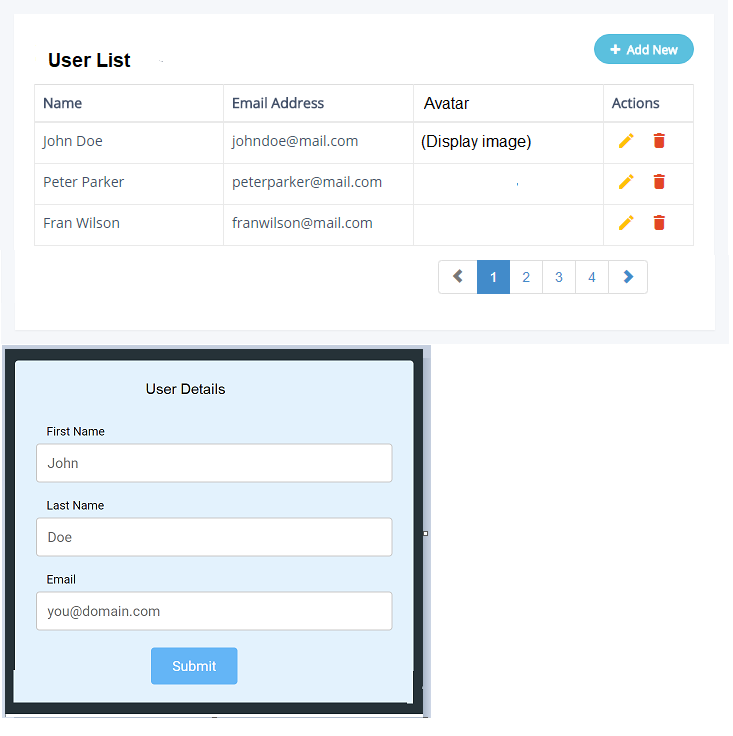 User List
+ Add New
Name Email Address Avatar Actions
John Doe johndoe@mail.com (Display image)
Peter Parker peterparker@mail.com
Fran Wilson franwilson@mail.com
1 2 3 4
User Details
First Name
John
Last Name
Doe
Email
you@domain.com
Submit